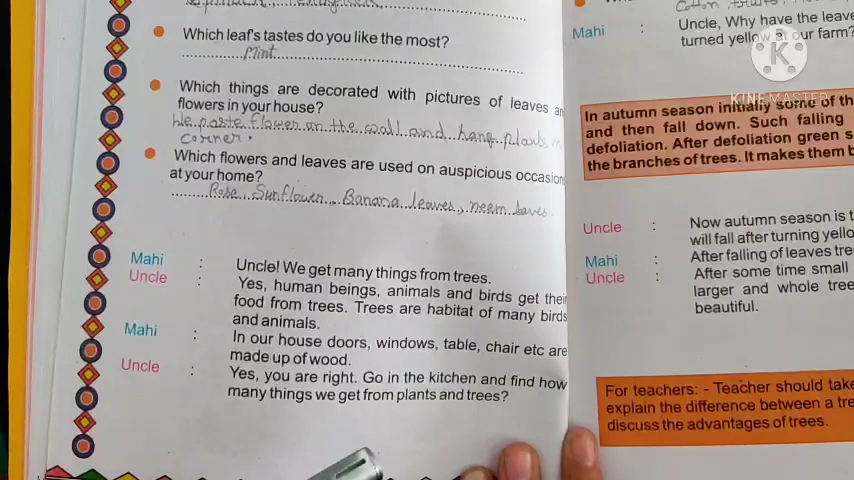 Which leaf's tastes do you like the most?
Mint
Which things are decorated with pictures of leaves an
flowers in your house?
We paste flower on the wall and hang plants in
corner.
Which flowers and leaves are used on auspicious occasion
at your home?
Rose, Sunflower, Banana leaves, neem leaves.
Mahi : Uncle! We get many things from trees.
Uncle : Yes, human beings, animals and birds get their
food from trees. Trees are habitat of many birds
and animals.
Mahi : In our house doors, windows, table, chair etc are
made up of wood.
Uncle : Yes, you are right. Go in the kitchen and find how
many things we get from plants and trees?
Cotton,
Mahi : Uncle, Why have the leave
turned yellow at our farm?
K
KINEMASTER
In autumn season initially some of th
and then fall down. Such falling
defoliation. After defoliation green s
the branches of trees. It makes them b
Uncle : Now autumn season is t
will fall after turning yello
Mahi : After falling of leaves tre
Uncle : After some time small
larger and whole tree
beautiful.
For teachers: - Teacher should take
explain the difference between a tre
discuss the advantages of trees.